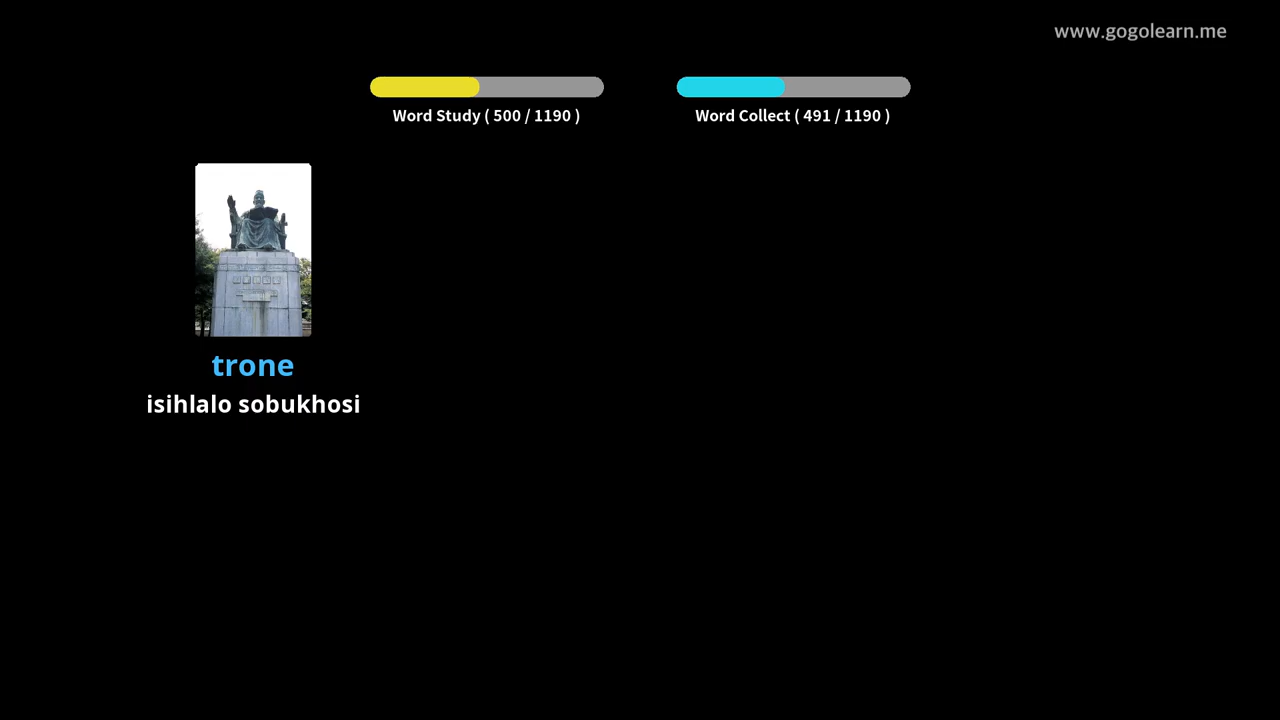 www.gogolearn.me
Word Study ( 500 / 1190 )
Word Collect ( 491 / 1190 )
trone
isihlalo sobukhosi